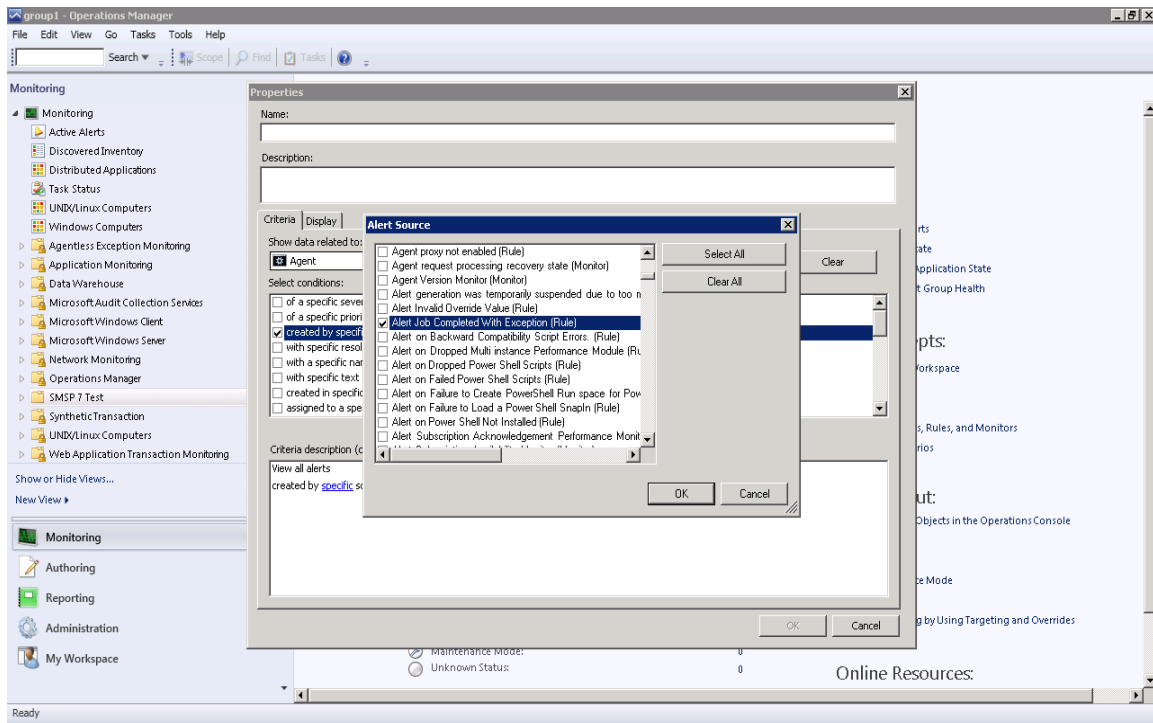 group1 - Operations Manager
File Edit View Go Tasks Tools Help
Search Scope Find Tasks
Monitoring
Monitoring
Active Alerts
Discovered Inventory
Distributed Applications
Task Status
UNIX/Linux Computers
Windows Computers
Agentless Exception Monitoring
Application Monitoring
Data Warehouse
Microsoft Audit Collection Services
Microsoft Windows Client
Microsoft Windows Server
Network Monitoring
Operations Manager
SMSP 7 Test
Synthetic Transaction
UNIX/Linux Computers
Web Application Transaction Monitoring
Show or Hide Views...
New View
Monitoring
Authoring
Reporting
Administration
My Workspace
Properties
Name:
Description:
Criteria Display
Show data related to:
Agent
Clear
Select conditions:
of a specific sever
of a specific priori
created by specifi
with specific resol
with a specific nam
with specific text
created in specific
assigned to a spe
Criteria description (c
View all alerts
created by specific so
OK Cancel
Alert Source
Agent proxy not enabled (Rule)
Agent request processing recovery state (Monitor)
Agent Version Monitor (Monitor)
Alert generation was temporarily suspended due to too m
Alert Invalid Override Value (Rule)
Alert Job Completed With Exception (Rule)
Alert on Backward Compatibility Script Errors. (Rule)
Alert on Dropped Multi instance Performance Module (Ru
Alert on Dropped Power Shell Scripts (Rule)
Alert on Failed Power Shell Scripts (Rule)
Alert on Failure to Create PowerShell Run space for Pow
Alert on Failure to Load a Power Shell SnapIn (Rule)
Alert on Power Shell Not Installed (Rule)
Alert Subscription Acknowledgement Performance Monit
Select All
Clear All
OK Cancel
rts
ate
Application State
t Group Health
pts:
orkspace
s, Rules, and Monitors
rios
ut:
Objects in the Operations Console
ce Mode
g by Using Targeting and Overrides
Maintenance Mode: 0
Unknown Status: 0
Online Resources:
Ready